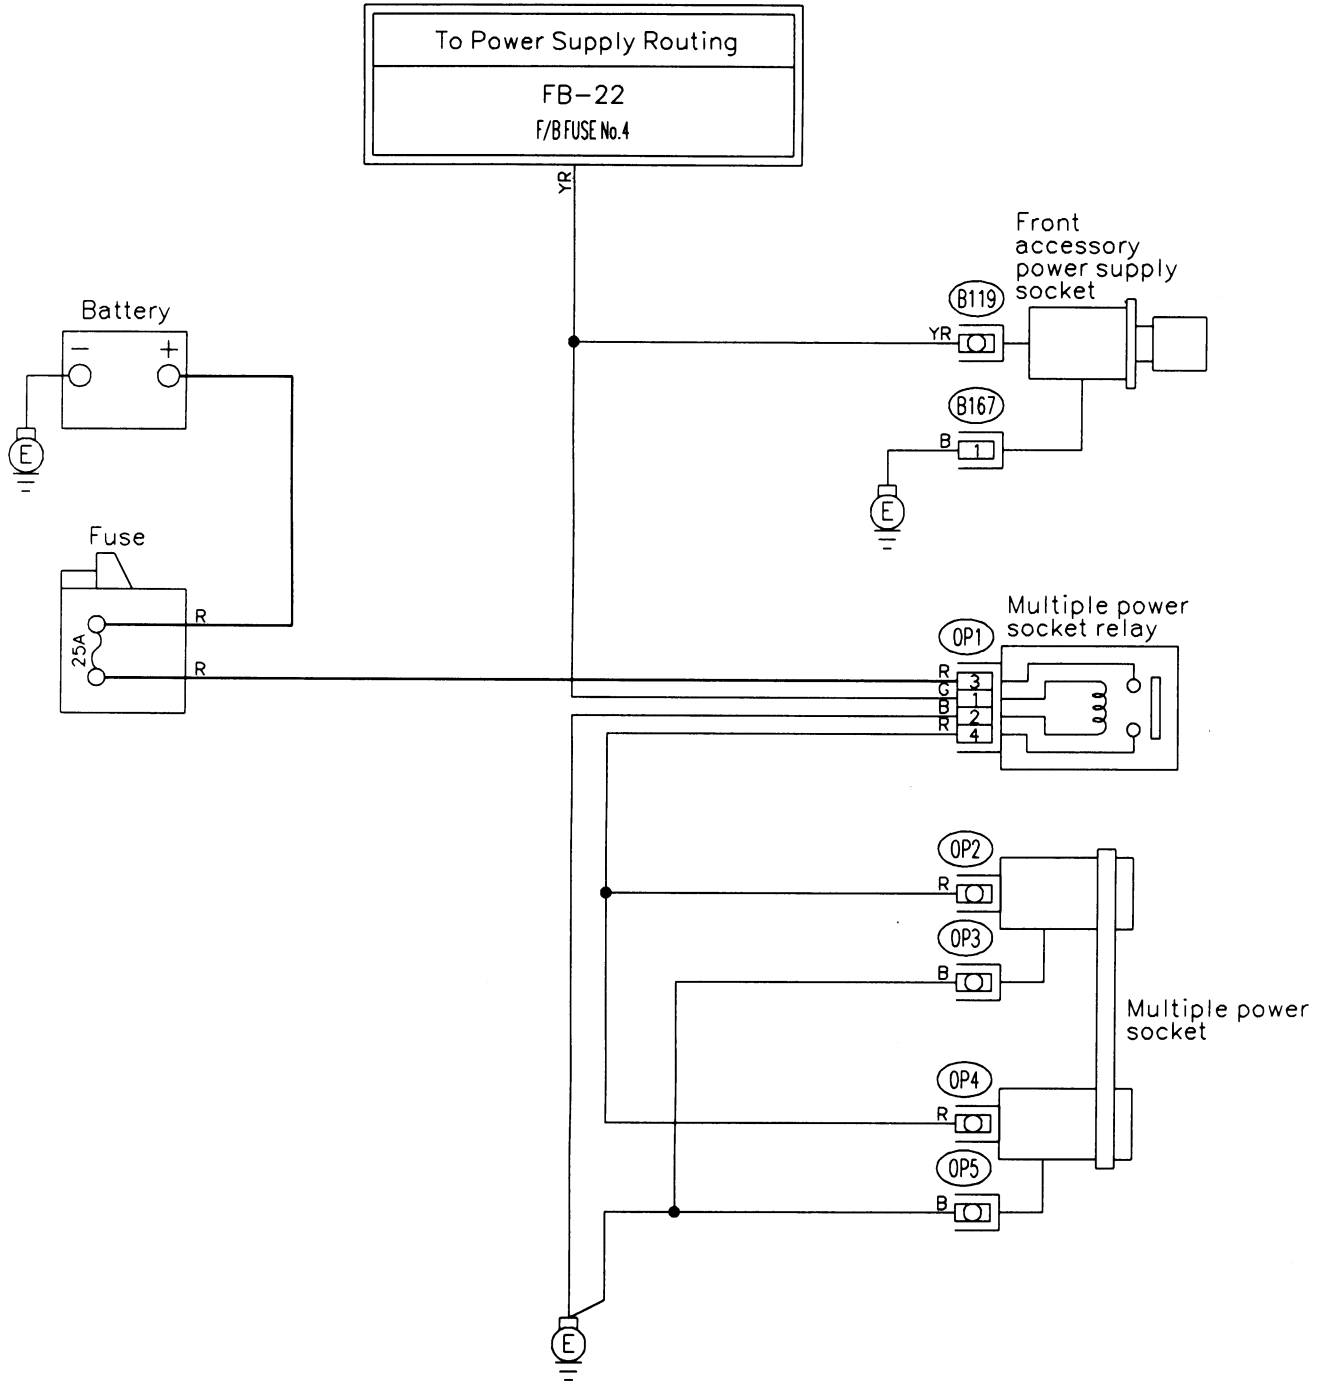 To Power Supply Routing
FB-22
F/B FUSE No.4
YR
Front
accessory
power supply
socket
B119
YR
Battery
- +
B167
B
1
E
E
Fuse
R
25A
R
Multiple power
socket relay
OP1
R 3
G 1
B 2
R 4
OP2
R
OP3
B
Multiple power
socket
OP4
R
OP5
B
E